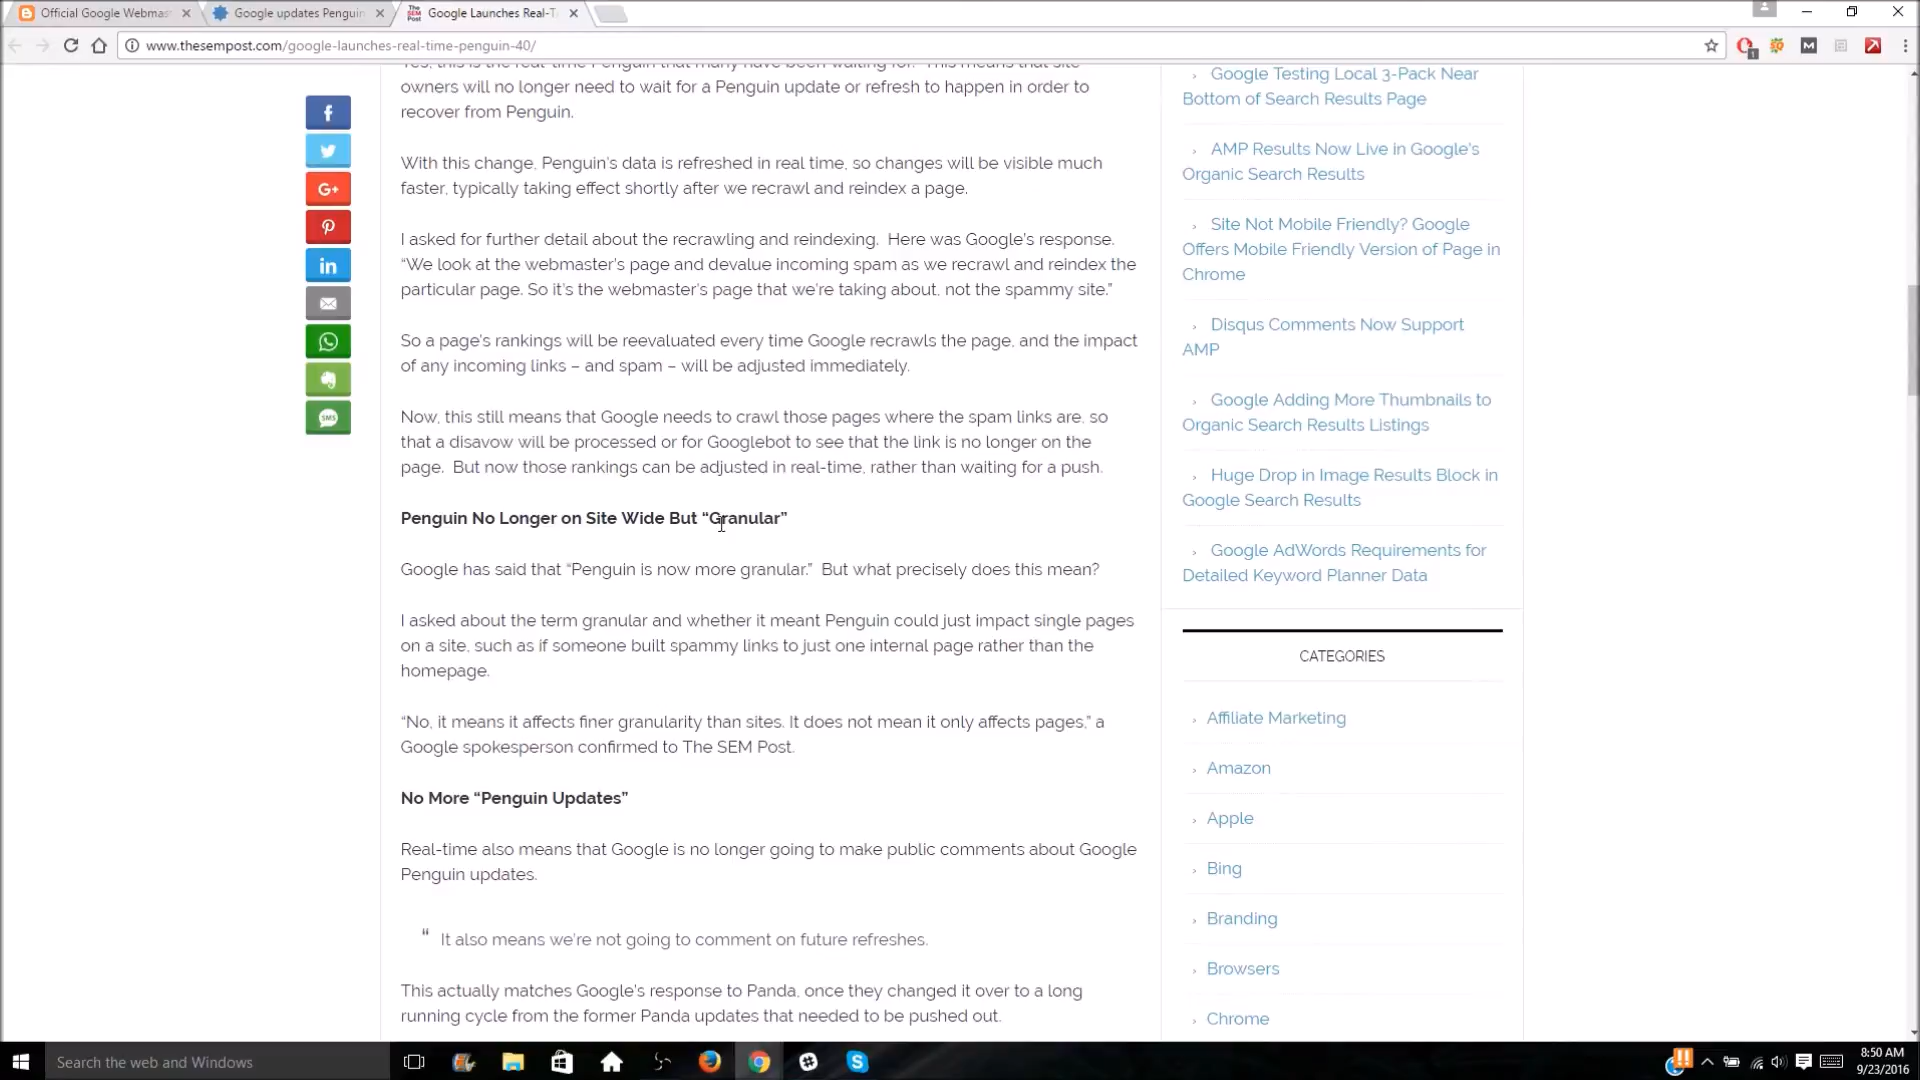 Official Google Webmas
Google updates Penguin
THE SEM POST
Google Launches Real-T
www.thesempost.com/google-launches-real-time-penguin-40/
Yes, this is the real-time Penguin that many have been waiting for. This means that site
owners will no longer need to wait for a Penguin update or refresh to happen in order to
recover from Penguin.
With this change, Penguin's data is refreshed in real time, so changes will be visible much
faster, typically taking effect shortly after we recrawl and reindex a page.
I asked for further detail about the recrawling and reindexing. Here was Google's response.
“We look at the webmaster's page and devalue incoming spam as we recrawl and reindex the
particular page. So it's the webmaster's page that we're taking about, not the spammy site.”
So a page's rankings will be reevaluated every time Google recrawls the page, and the impact
of any incoming links – and spam – will be adjusted immediately.
Now, this still means that Google needs to crawl those pages where the spam links are, so
that a disavow will be processed or for Googlebot to see that the link is no longer on the
page. But now those rankings can be adjusted in real-time, rather than waiting for a push.
Penguin No Longer on Site Wide But “Granular”
Google has said that “Penguin is now more granular.” But what precisely does this mean?
I asked about the term granular and whether it meant Penguin could just impact single pages
on a site, such as if someone built spammy links to just one internal page rather than the
homepage.
“No, it means it affects finer granularity than sites. It does not mean it only affects pages,” a
Google spokesperson confirmed to The SEM Post.
No More “Penguin Updates”
Real-time also means that Google is no longer going to make public comments about Google
Penguin updates.
“ It also means we're not going to comment on future refreshes.
This actually matches Google's response to Panda, once they changed it over to a long
running cycle from the former Panda updates that needed to be pushed out.
Google Testing Local 3-Pack Near
Bottom of Search Results Page
AMP Results Now Live in Google's
Organic Search Results
Site Not Mobile Friendly? Google
Offers Mobile Friendly Version of Page in
Chrome
Disqus Comments Now Support
AMP
Google Adding More Thumbnails to
Organic Search Results Listings
Huge Drop in Image Results Block in
Google Search Results
Google AdWords Requirements for
Detailed Keyword Planner Data
CATEGORIES
Affiliate Marketing
Amazon
Apple
Bing
Branding
Browsers
Chrome
Search the web and Windows
8:50 AM
9/23/2016